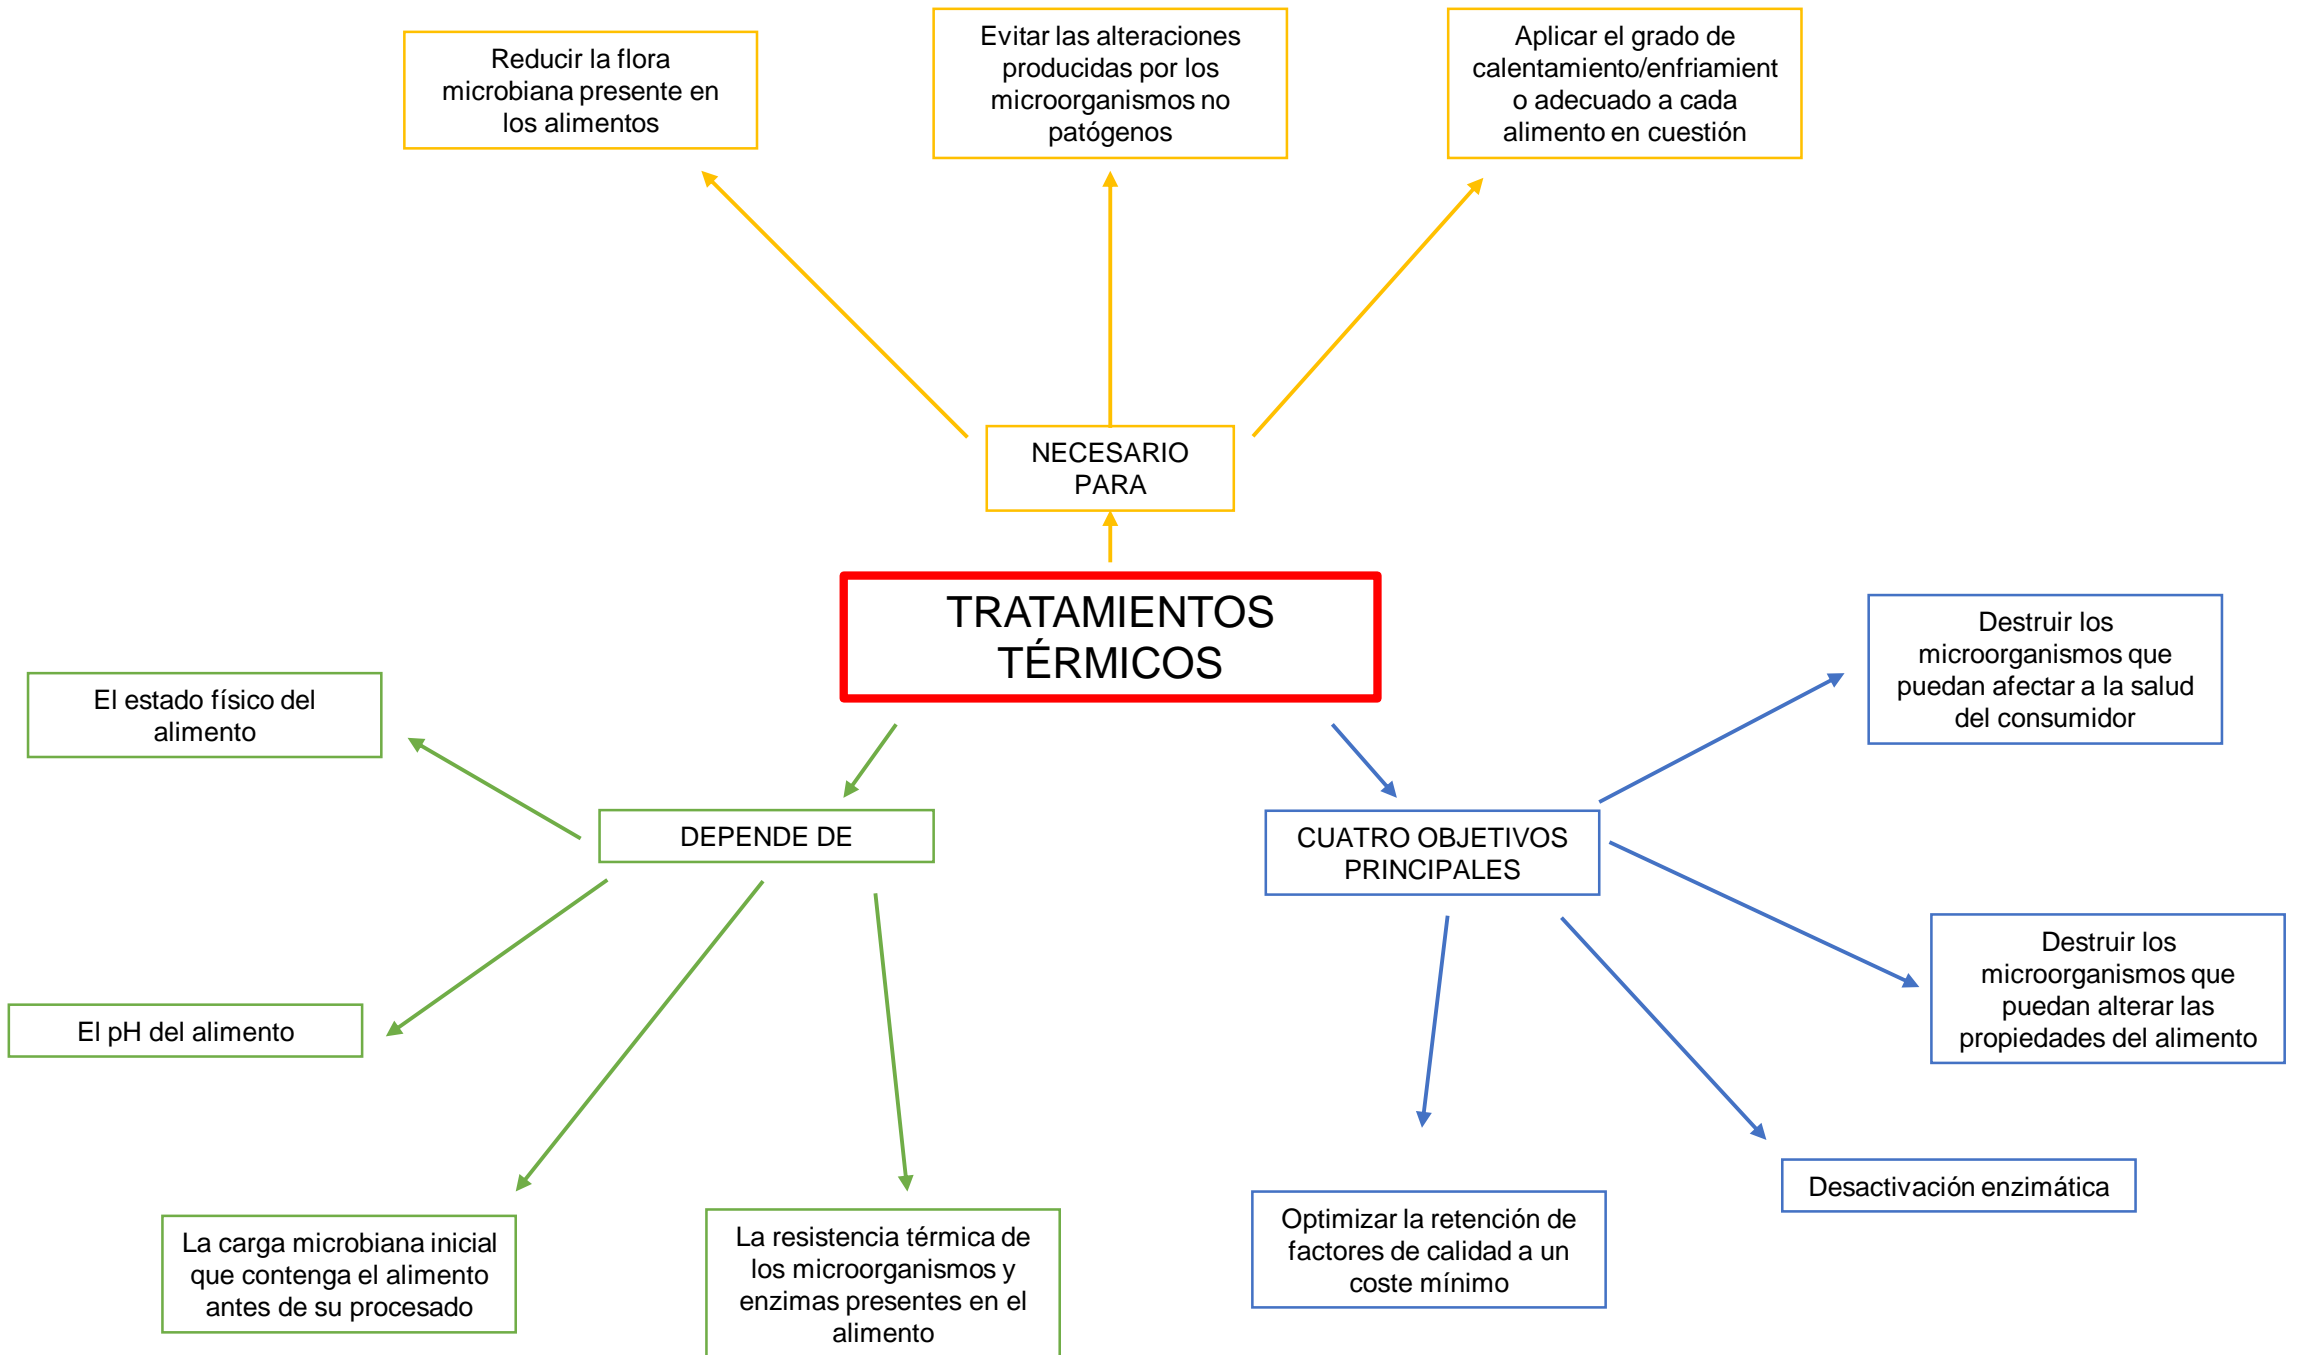 Reducir la flora
microbiana presente en
los alimentos
Evitar las alteraciones
producidas por los
microorganismos no
patógenos
Aplicar el grado de
calentamiento/enfriamient
o adecuado a cada
alimento en cuestión
NECESARIO
PARA
TRATAMIENTOS
TÉRMICOS
El estado físico del
alimento
DEPENDE DE
El pH del alimento
La carga microbiana inicial
que contenga el alimento
antes de su procesado
La resistencia térmica de
los microorganismos y
enzimas presentes en el
alimento
CUATRO OBJETIVOS
PRINCIPALES
Destruir los
microorganismos que
puedan afectar a la salud
del consumidor
Destruir los
microorganismos que
puedan alterar las
propiedades del alimento
Desactivación enzimática
Optimizar la retención de
factores de calidad a un
coste mínimo